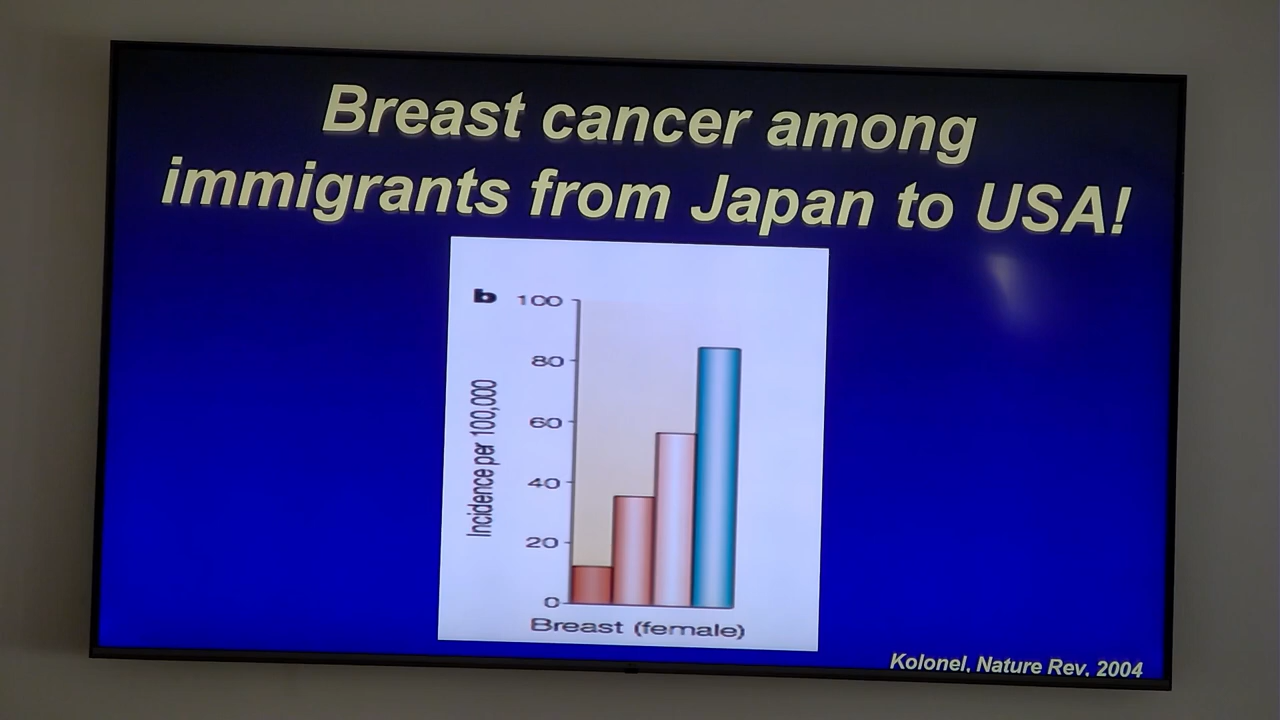 Breast cancer among
immigrants from Japan to USA!
b
100
80
60
40
20
0
Incidence per 100,000
Breast (female)
Kolonel, Nature Rev. 2004